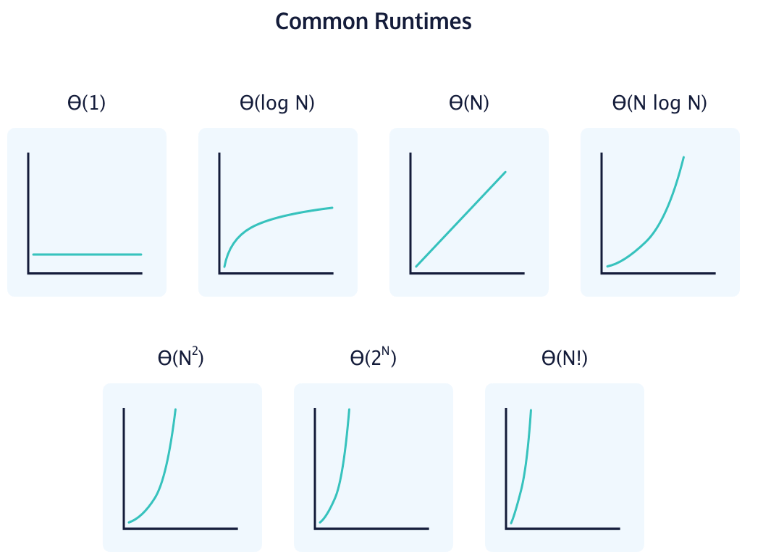 Common Runtimes
Θ(1)
Θ(log N)
Θ(N)
Θ(N log N)
Θ(N²)
Θ(2ᴺ)
Θ(N!)